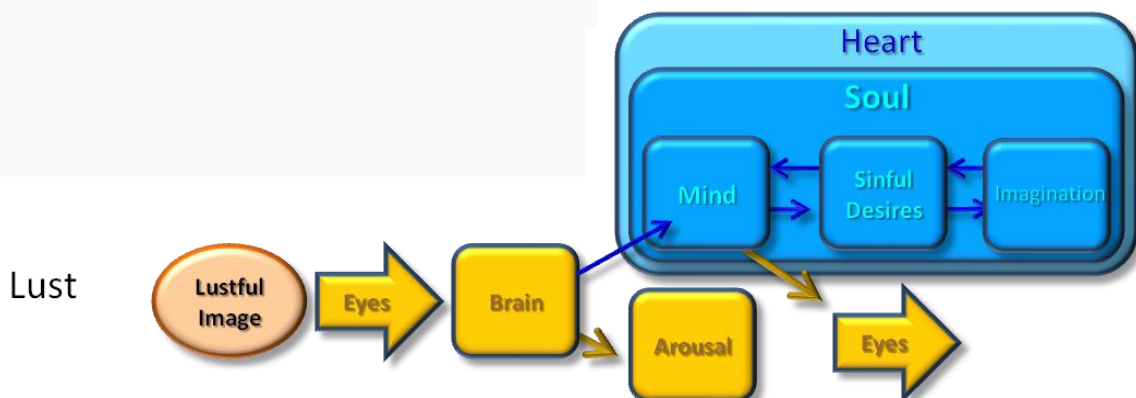 Heart
Soul
Mind
Sinful
Desires
Imagination
Lust
Lustful
Image
Eyes
Brain
Arousal
Eyes